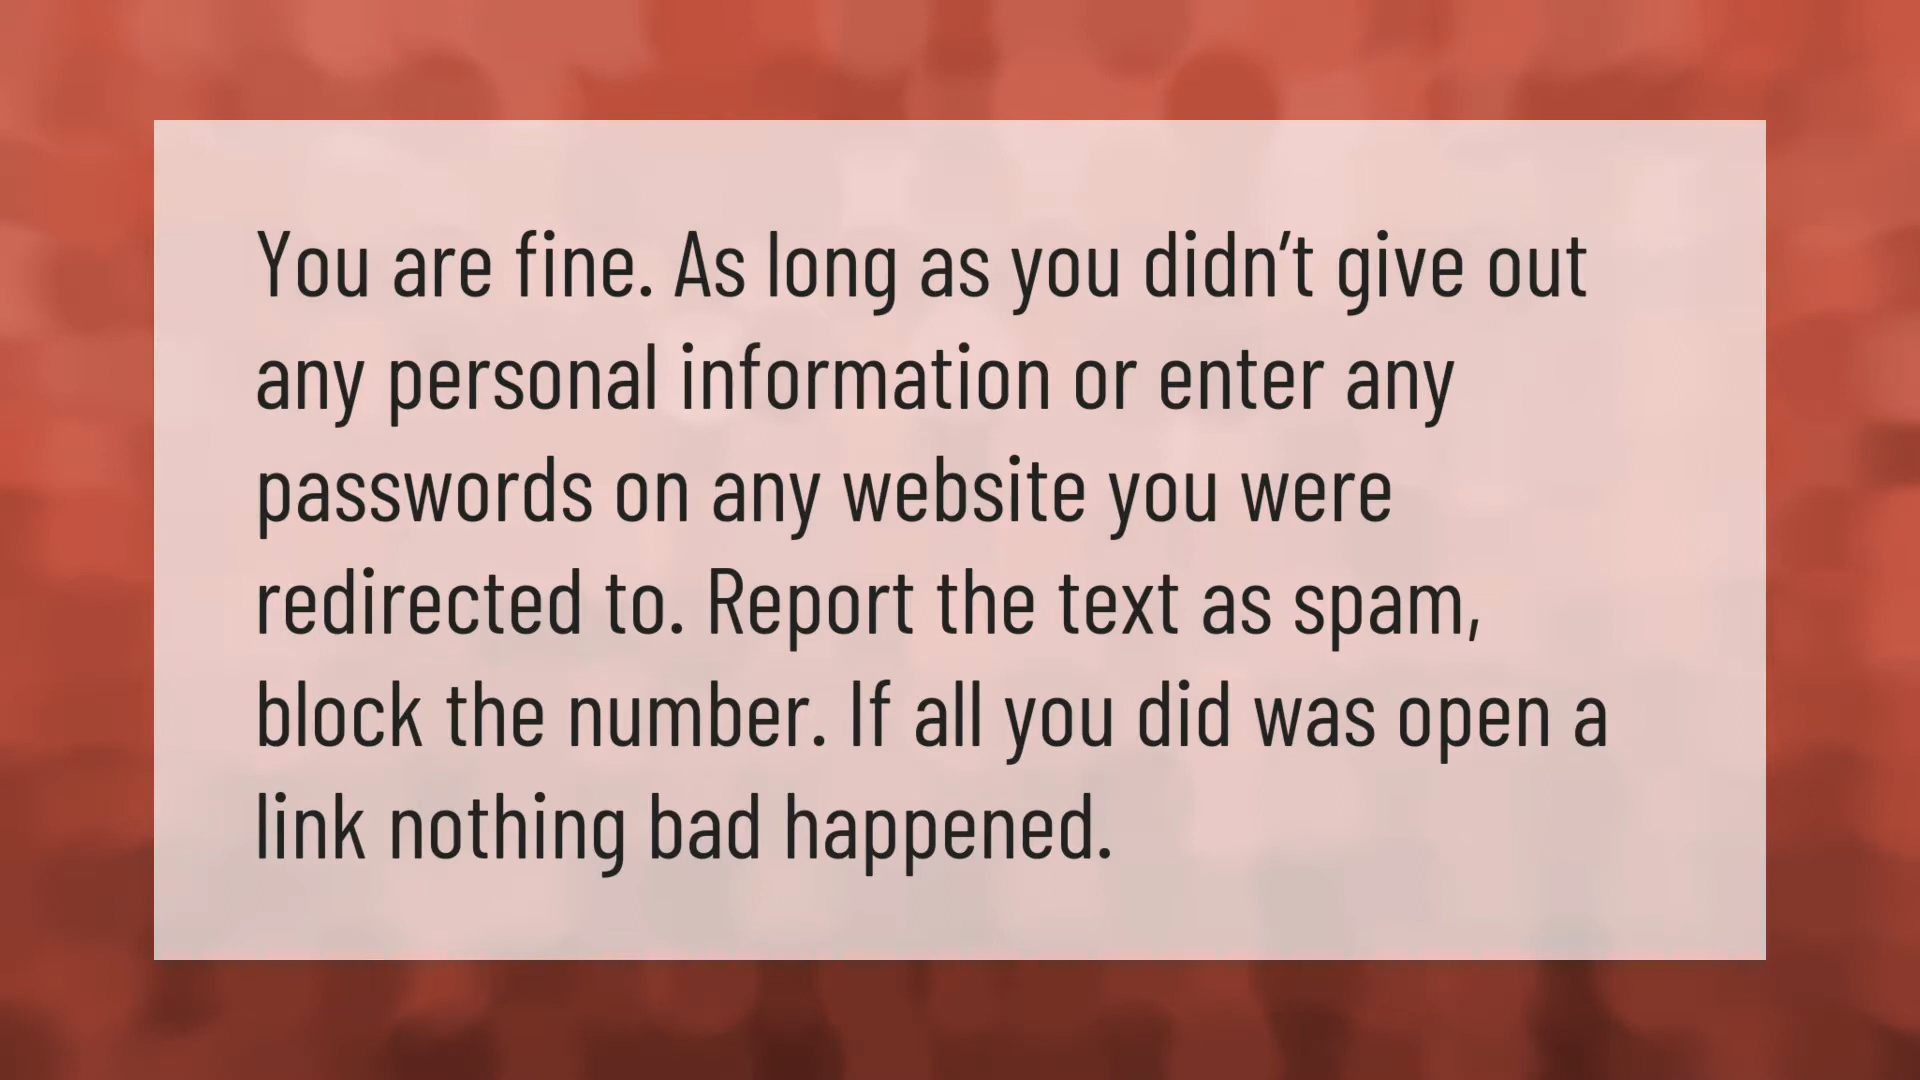 You are fine. As long as you didn’t give out
any personal information or enter any
passwords on any website you were
redirected to. Report the text as spam,
block the number. If all you did was open a
link nothing bad happened.